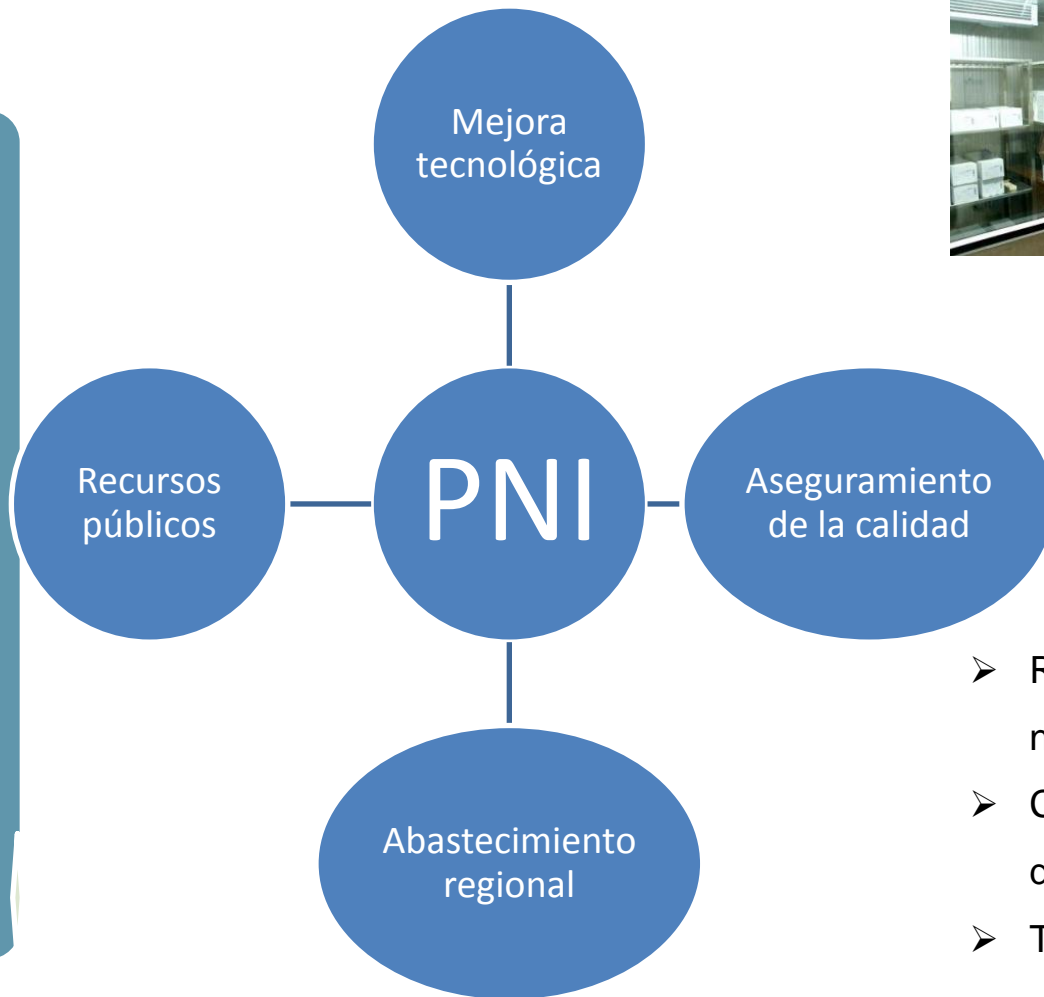 Mejora
tecnológica
Recursos
públicos
PNI
Aseguramiento
de la calidad
Abastecimiento
regional